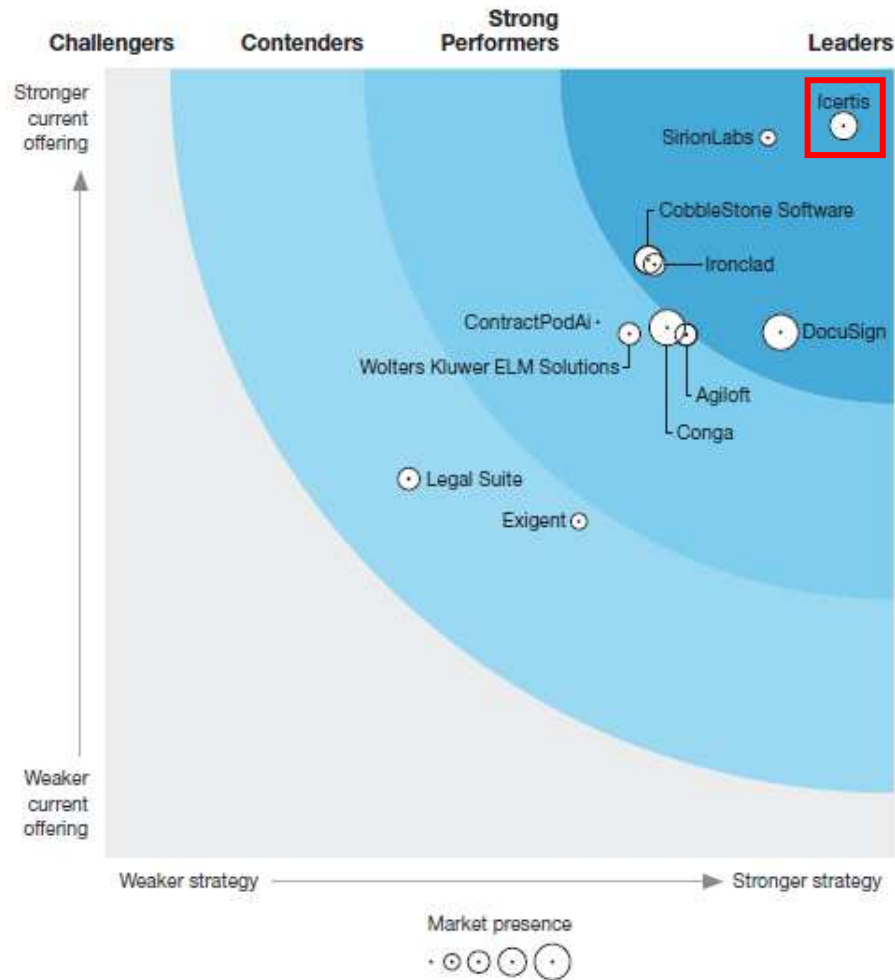 Challengers
Contenders
Strong
Performers
Leaders
Stronger
current
offering
Icertis
SirionLabs
CobbleStone Software
Ironclad
ContractPodAi
DocuSign
Wolters Kluwer ELM Solutions
Agiloft
Conga
Legal Suite
Exigent
Weaker
current
offering
Weaker strategy
Stronger strategy
Market presence